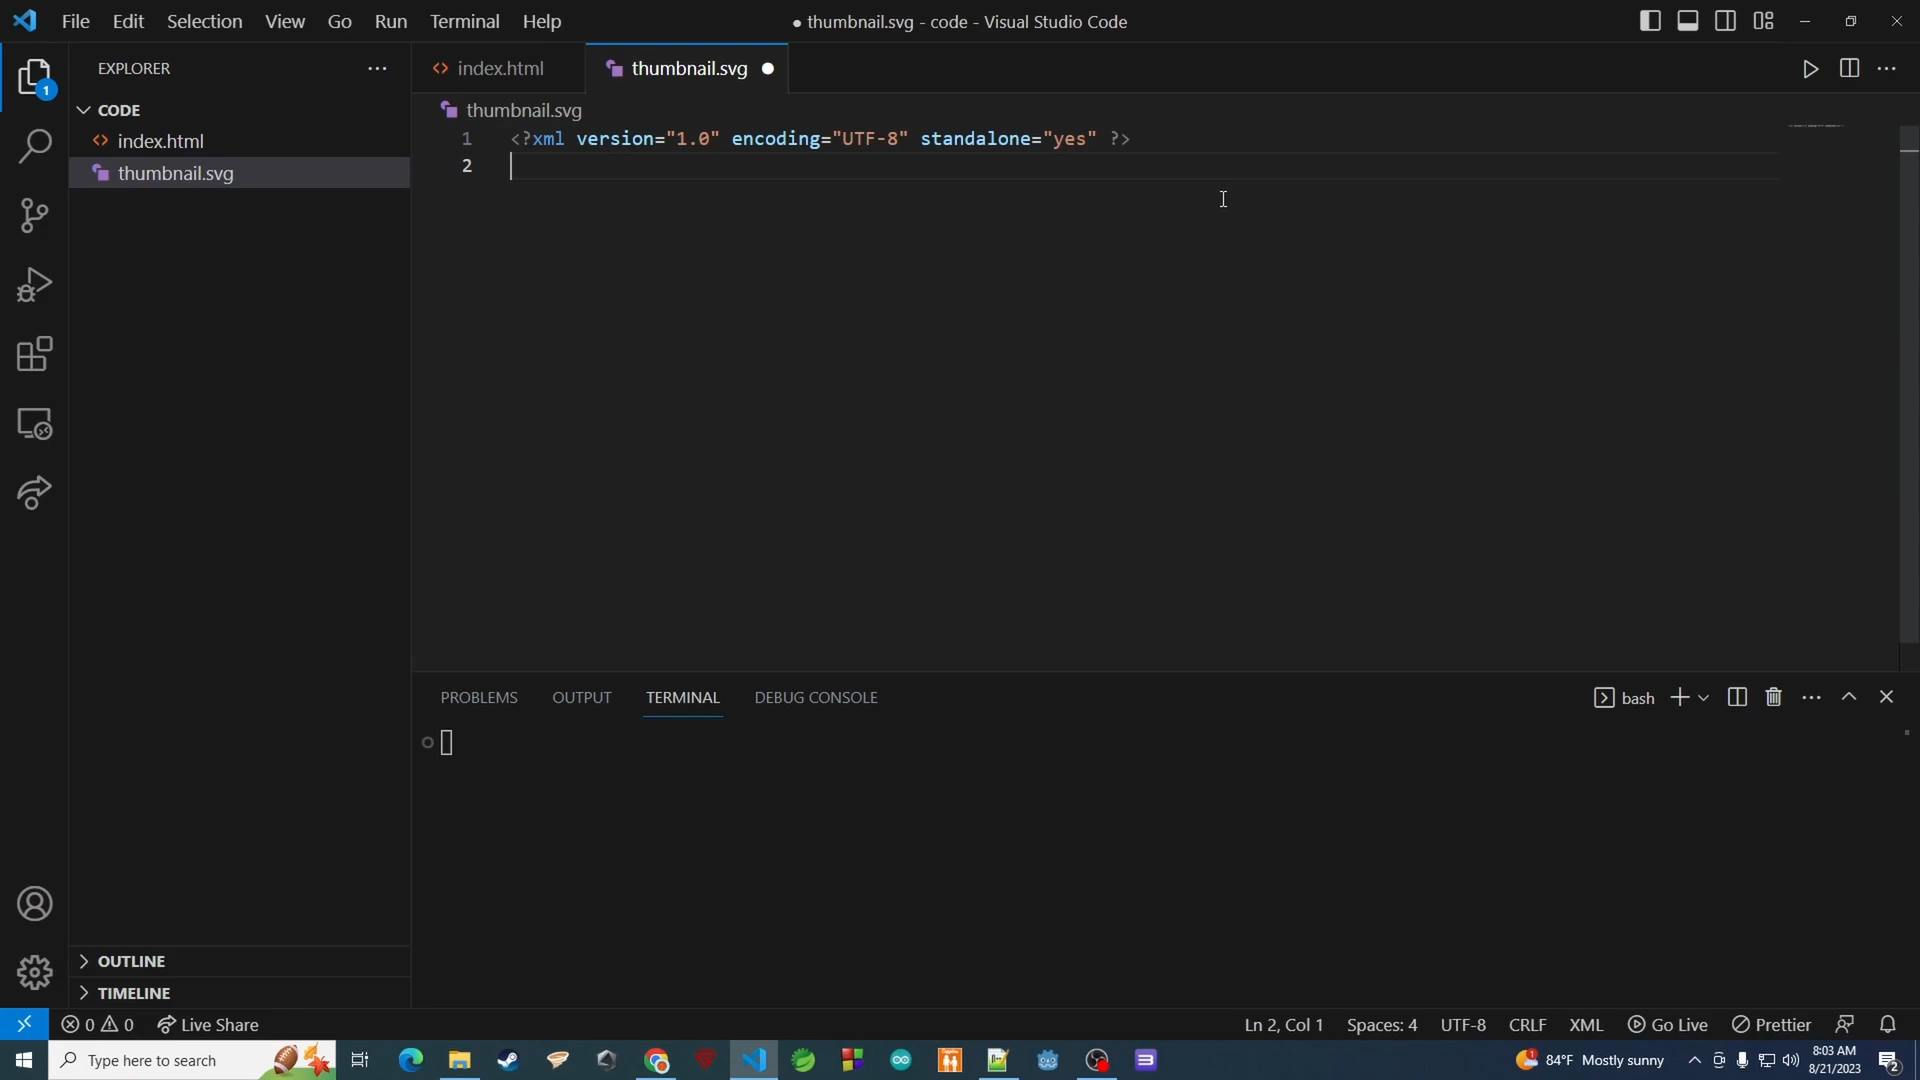 File Edit Selection View Go Run Terminal Help
● thumbnail.svg - code - Visual Studio Code
EXPLORER
CODE
index.html
thumbnail.svg
index.html
thumbnail.svg
thumbnail.svg
1 <?xml version="1.0" encoding="UTF-8" standalone="yes" ?>
2
PROBLEMS OUTPUT TERMINAL DEBUG CONSOLE
bash
1
OUTLINE
TIMELINE
0 0 Live Share
Ln 2, Col 1 Spaces: 4 UTF-8 CRLF XML Go Live Prettier
Type here to search
1 84°F Mostly sunny
8:03 AM
8/21/2023
2